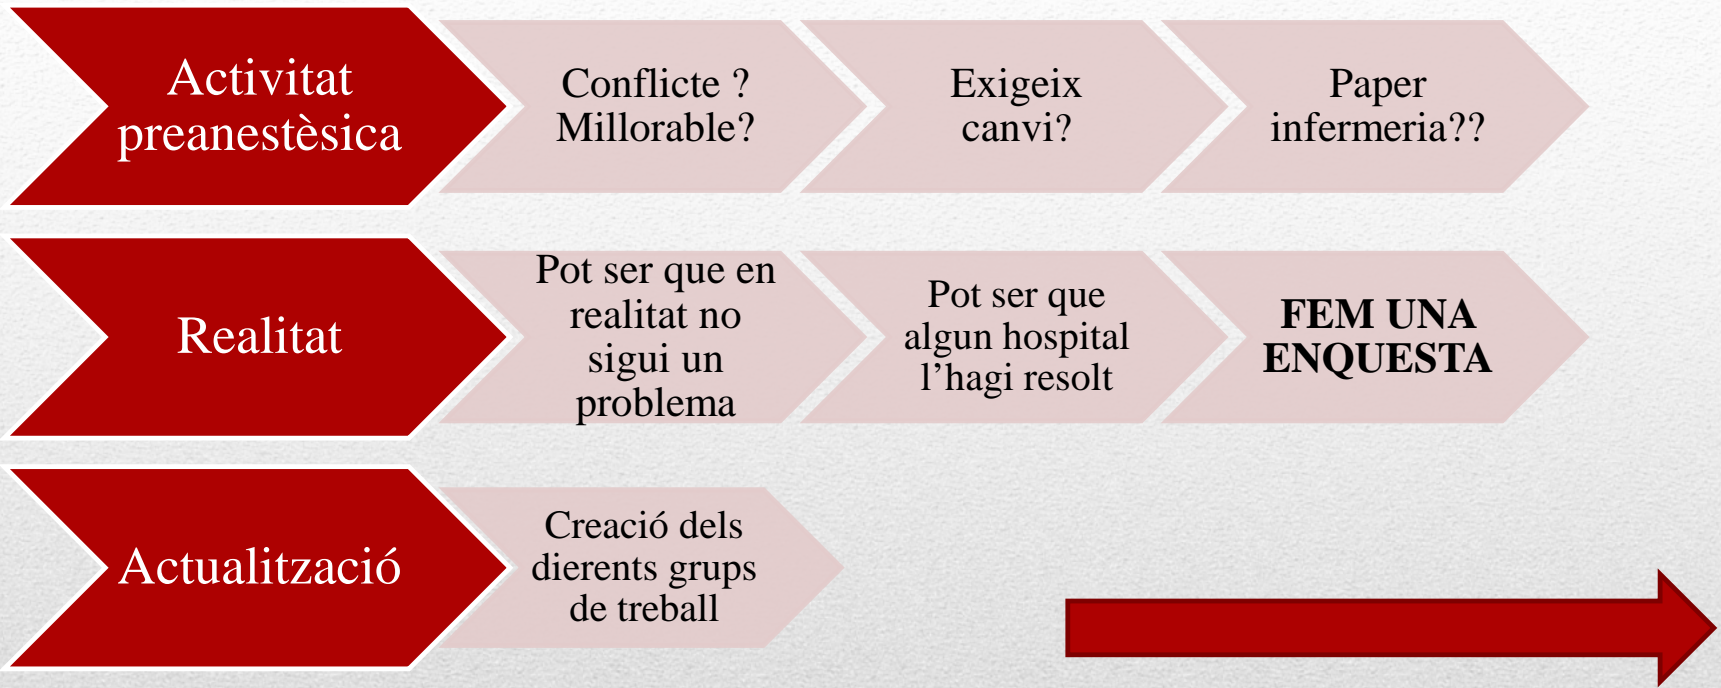 Activitat
preanestèsica
Conflicte ?
Millorable?
Exigeix
canvi?
Paper
infermeria??
Realitat
Pot ser que en
realitat no
sigui un
problema
Pot ser que
algun hospital
l’hagi resolt
FEM UNA
ENQUESTA
Actualització
Creació dels
dierents grups
de treball